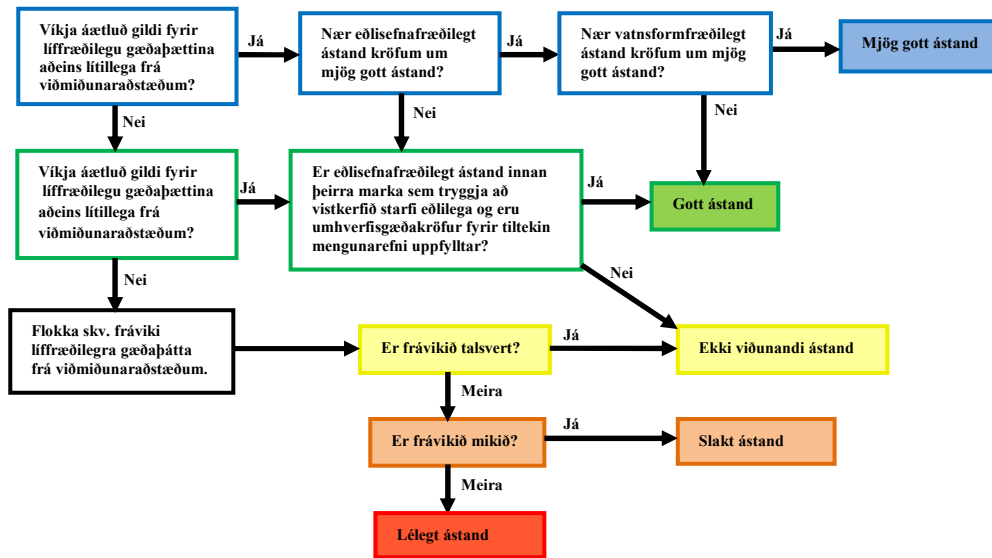 Víkja áætluð gildi fyrir
líffræðilegu gæðaþættina
aðeins lítillega frá
viðmiðunaraðstæðum?
Já
Nær eðlisefnafræðilegt
ástand kröfum um
mjög gott ástand?
Já
Nær vatnsformfræðilegt
ástand kröfum um mjög
gott ástand?
Já
Mjög gott ástand
Nei
Nei
Nei
Víkja áætluð gildi fyrir
líffræðilegu gæðaþættina
aðeins lítillega frá
viðmiðunaraðstæðum?
Já
Er eðlisefnafræðilegt ástand innan
þeirra marka sem tryggja að
vistkerfið starfi eðlilega og eru
umhverfisgæðakröfur fyrir tiltekin
mengunarefni uppfylltar?
Já
Gott ástand
Nei
Nei
Flokka skv. fráviki
líffræðilegra gæðaþátta
frá viðmiðunaraðstæðum.
Er frávikið talsvert?
Já
Ekki viðunandi ástand
Meira
Er frávikið mikið?
Já
Slakt ástand
Meira
Lélegt ástand